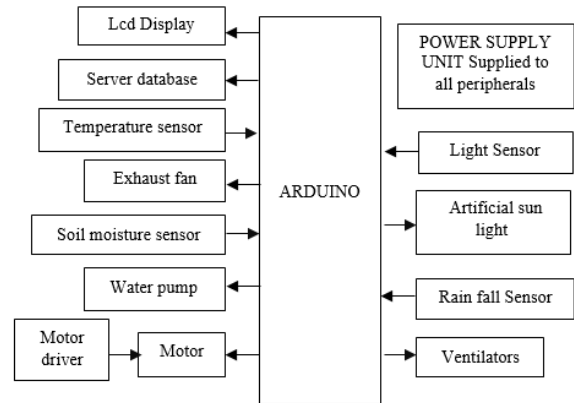 Lcd Display
Server database
Temperature sensor
Exhaust fan
Soil moisture sensor
Water pump
Motor
driver
Motor
ARDUINO
POWER SUPPLY
UNIT Supplied to
all peripherals
Light Sensor
Artificial sun
light
Rain fall Sensor
Ventilators